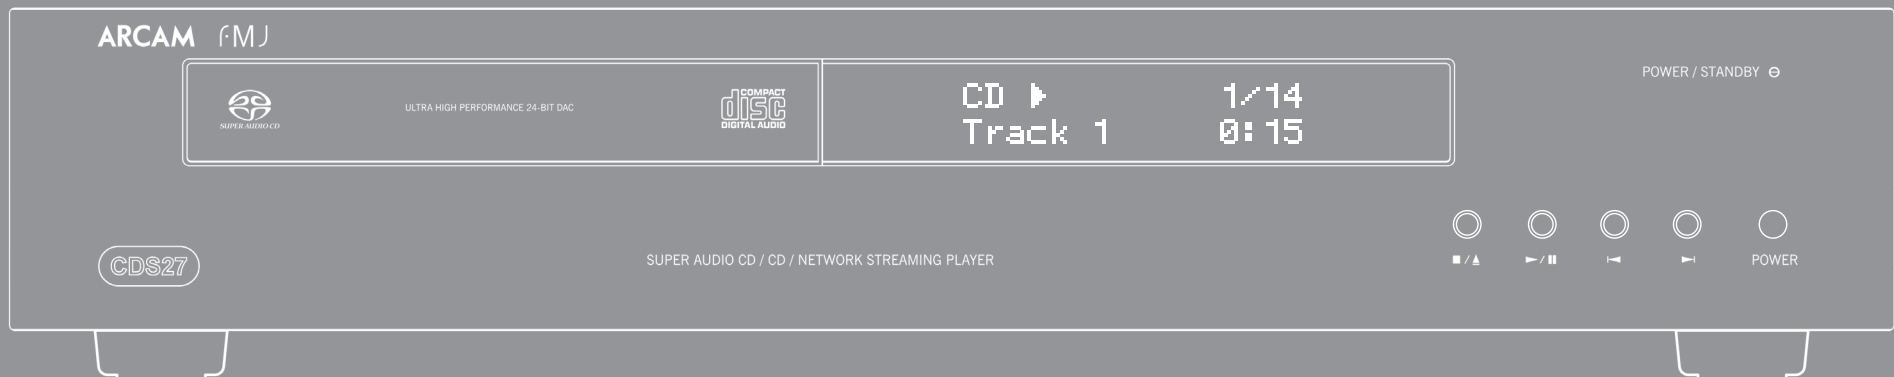 ARCAM FMJ
POWER / STANDBY
SUPER AUDIO CD
ULTRA HIGH PERFORMANCE 24-BIT DAC
COMPACT
disc
DIGITAL AUDIO
CD 1/14
Track 1 0:15
CDS27
SUPER AUDIO CD / CD / NETWORK STREAMING PLAYER
POWER